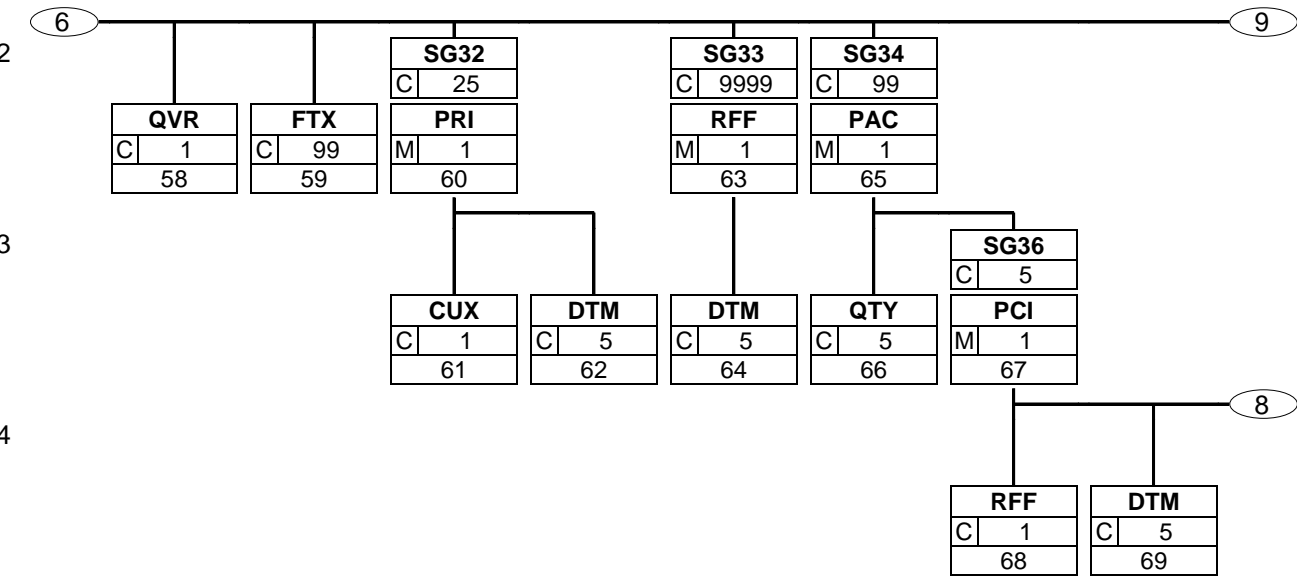 6 9
2 SG32 SG33 SG34
C 25 C 9999 C 99
QVR FTX PRI RFF PAC
C 1 C 99 M 1 M 1 M 1
58 59 60 63 65
3 SG36
C 5
CUX DTM DTM QTY PCI
C 1 C 5 C 5 C 5 M 1
61 62 64 66 67
8
4
RFF DTM
C 1 C 5
68 69